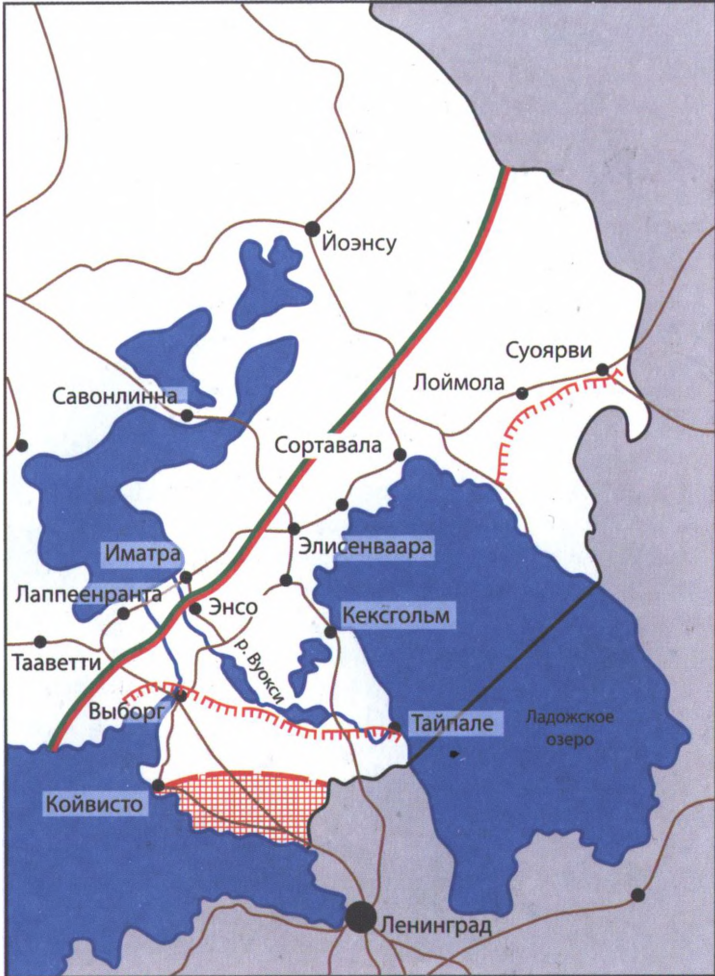 Йоэнсу
Суоярви
Лоймола
Савонлинна
Сортавала
Иматра
Элисенваара
Лаппеенранта
Энсо
Кексгольм
Тааветти
р. Вуокси
Выборг
Тайпале
Ладожское
озеро
Койвисто
Ленинград